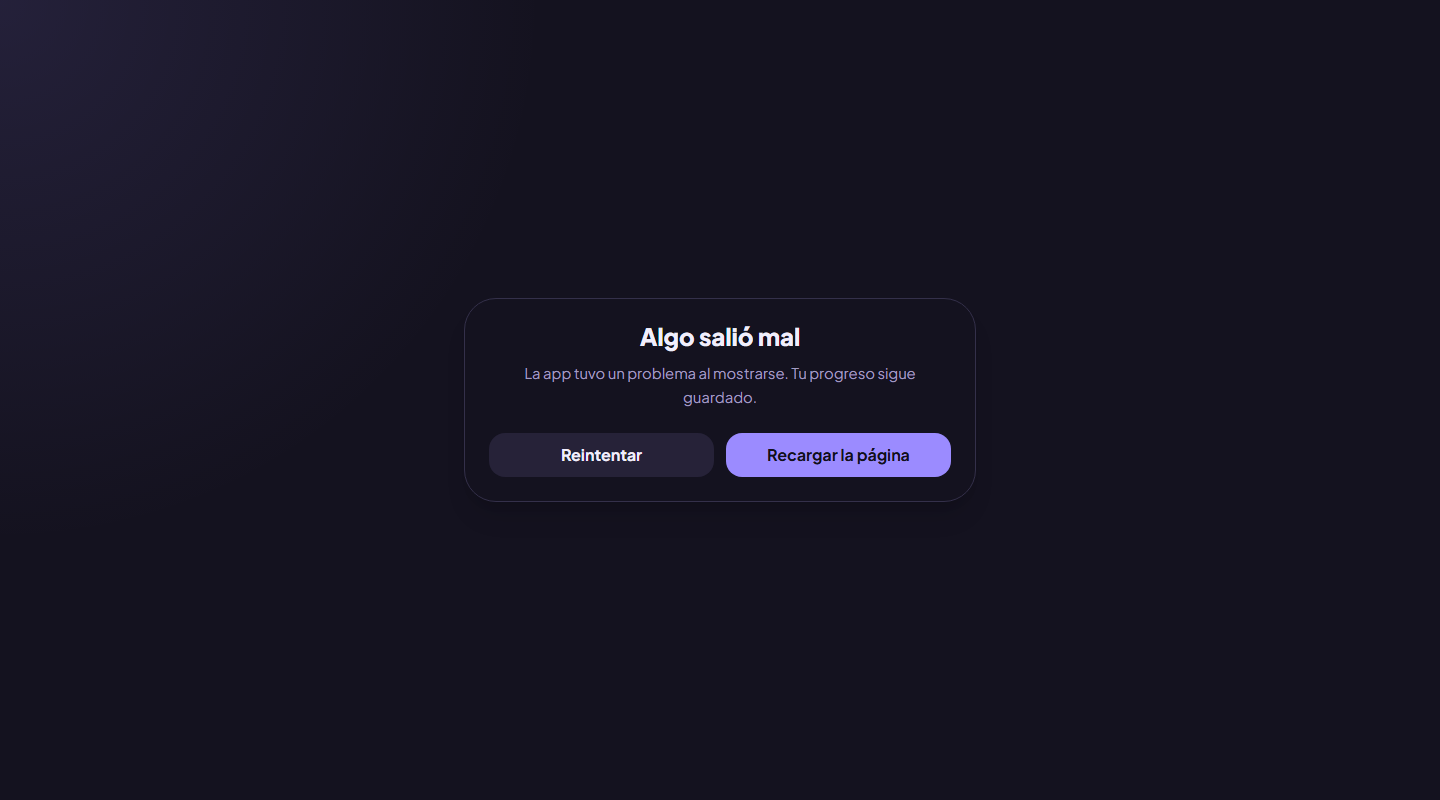 Algo salió mal
La app tuvo un problema al mostrarse. Tu progreso sigue
guardado.
Reintentar
Recargar la página